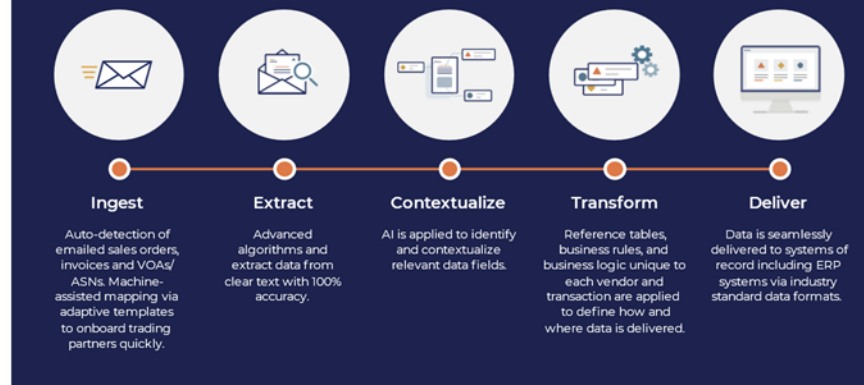 Ingest
Auto-detection of
emailed sales orders,
invoices and VOAs/
ASNs. Machine-
assisted mapping via
adaptive templates
to onboard trading
partners quickly.
Extract
Advanced
algorithms and
extract data from
clear text with 100%
accuracy.
Contextualize
AI is applied to identify
and contextualize
relevant data fields.
Transform
Reference tables,
business rules, and
business logic unique to
each vendor and
transaction are applied
to define how and
where data is delivered.
Deliver
Data is seamlessly
delivered to systems of
record including ERP
systems via industry
standard data formats.